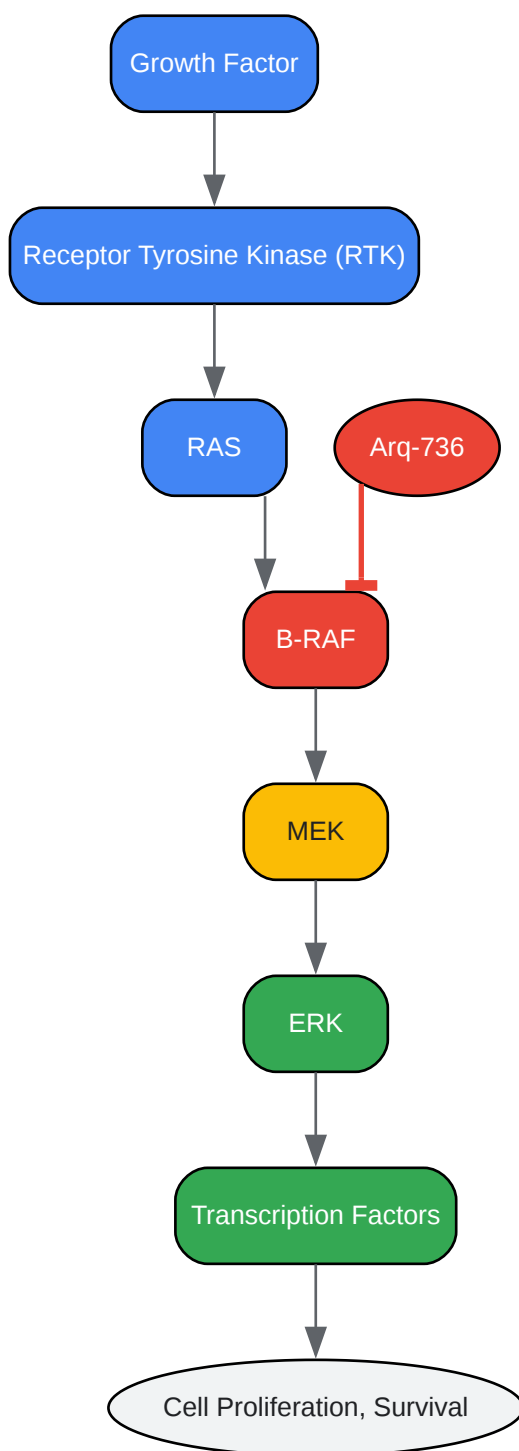 Growth Factor
Receptor Tyrosine Kinase (RTK)
RAS
Arq-736
B-RAF
MEK
ERK
Transcription Factors
Cell Proliferation, Survival